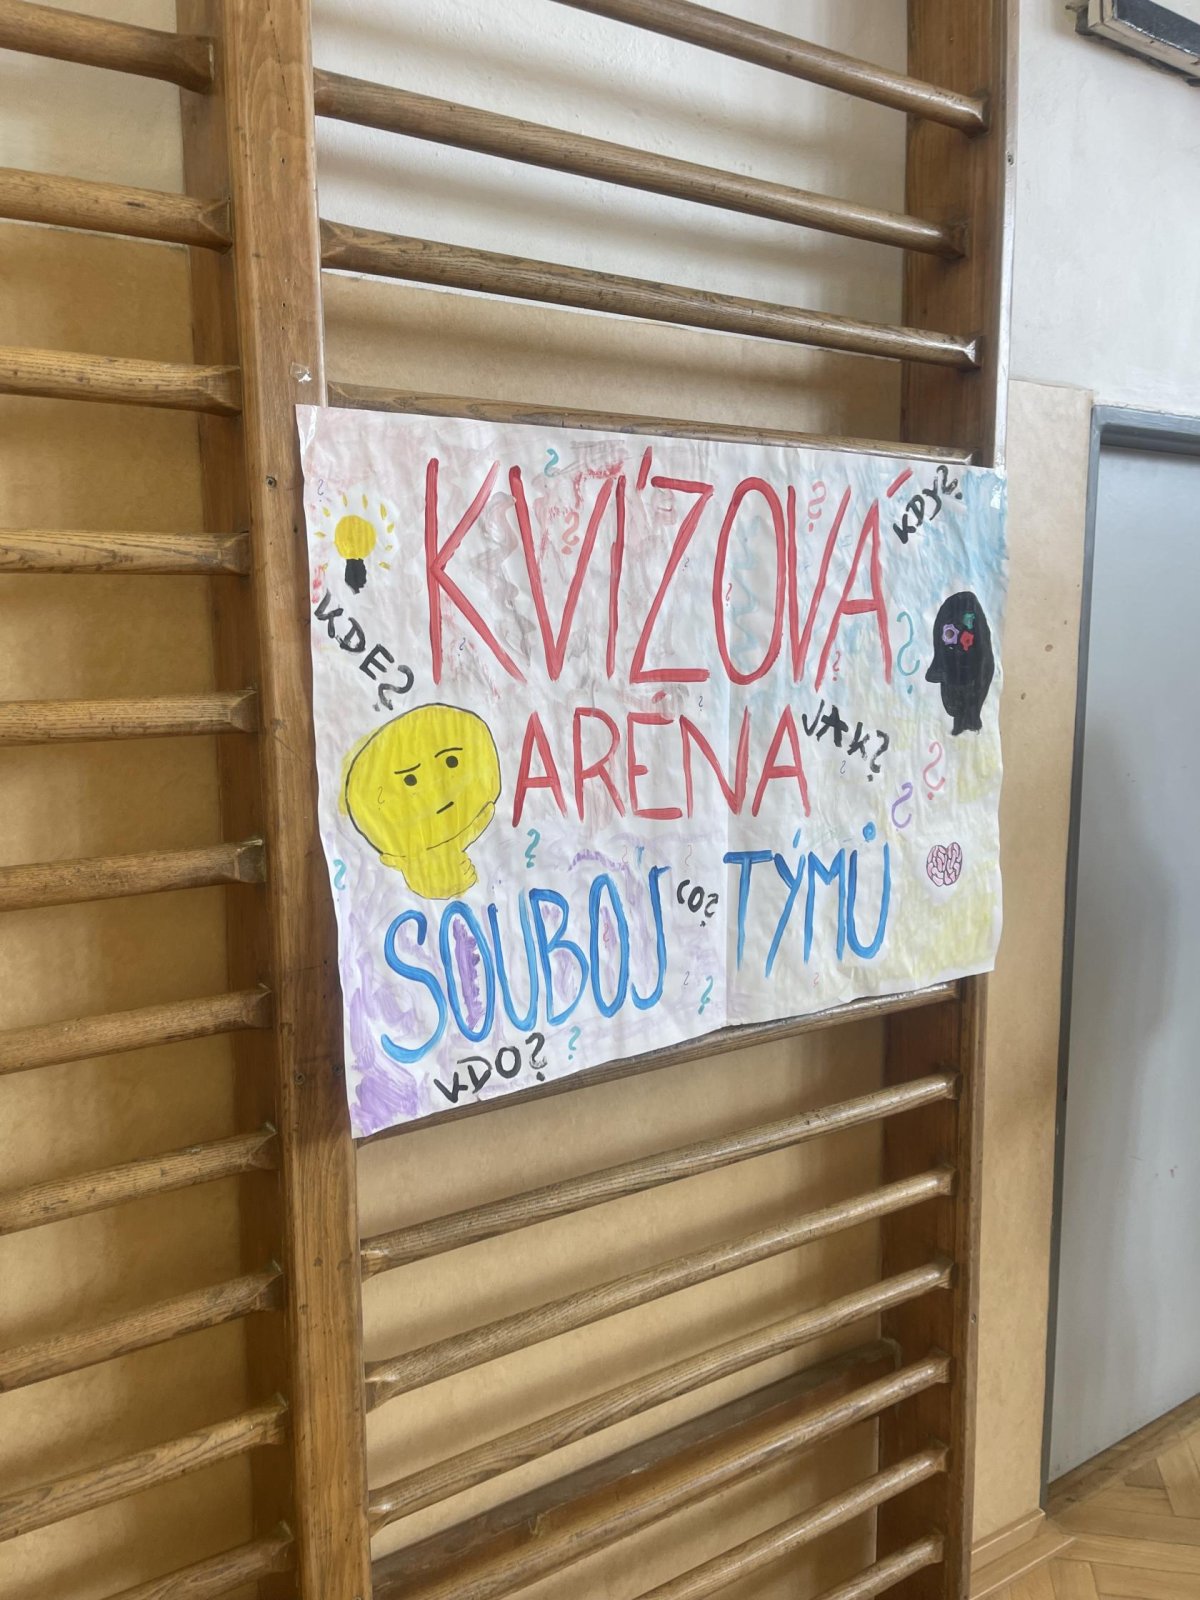 KVÍZOVÁ
KDY?
KDE?
ARÉNA
JAK?
SOUBOJ TÝMŮ
CO?
KDO?